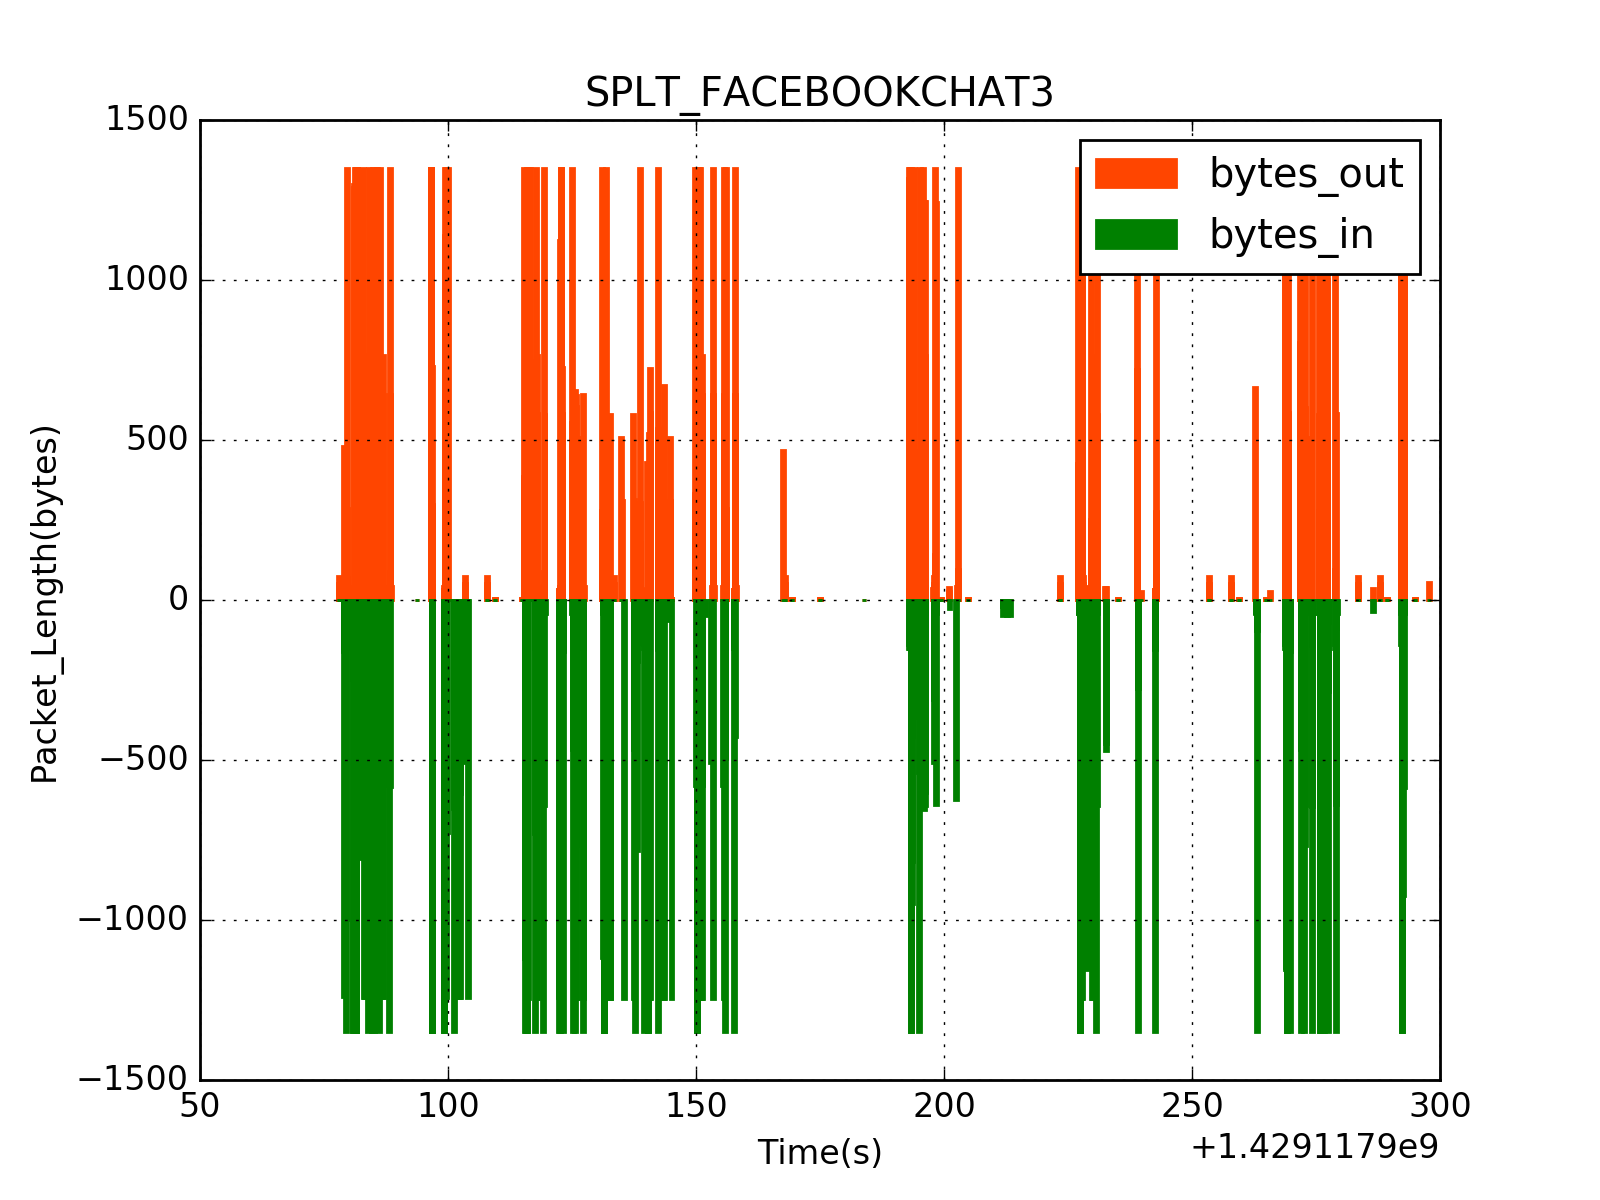 SPLT_FACEBOOKCHAT3
bytes_out
bytes_in
1500
1000
500
0
−500
−1000
−1500
Packet_Length(bytes)
50 100 150 200 250 300
Time(s)
+1.4291179e9